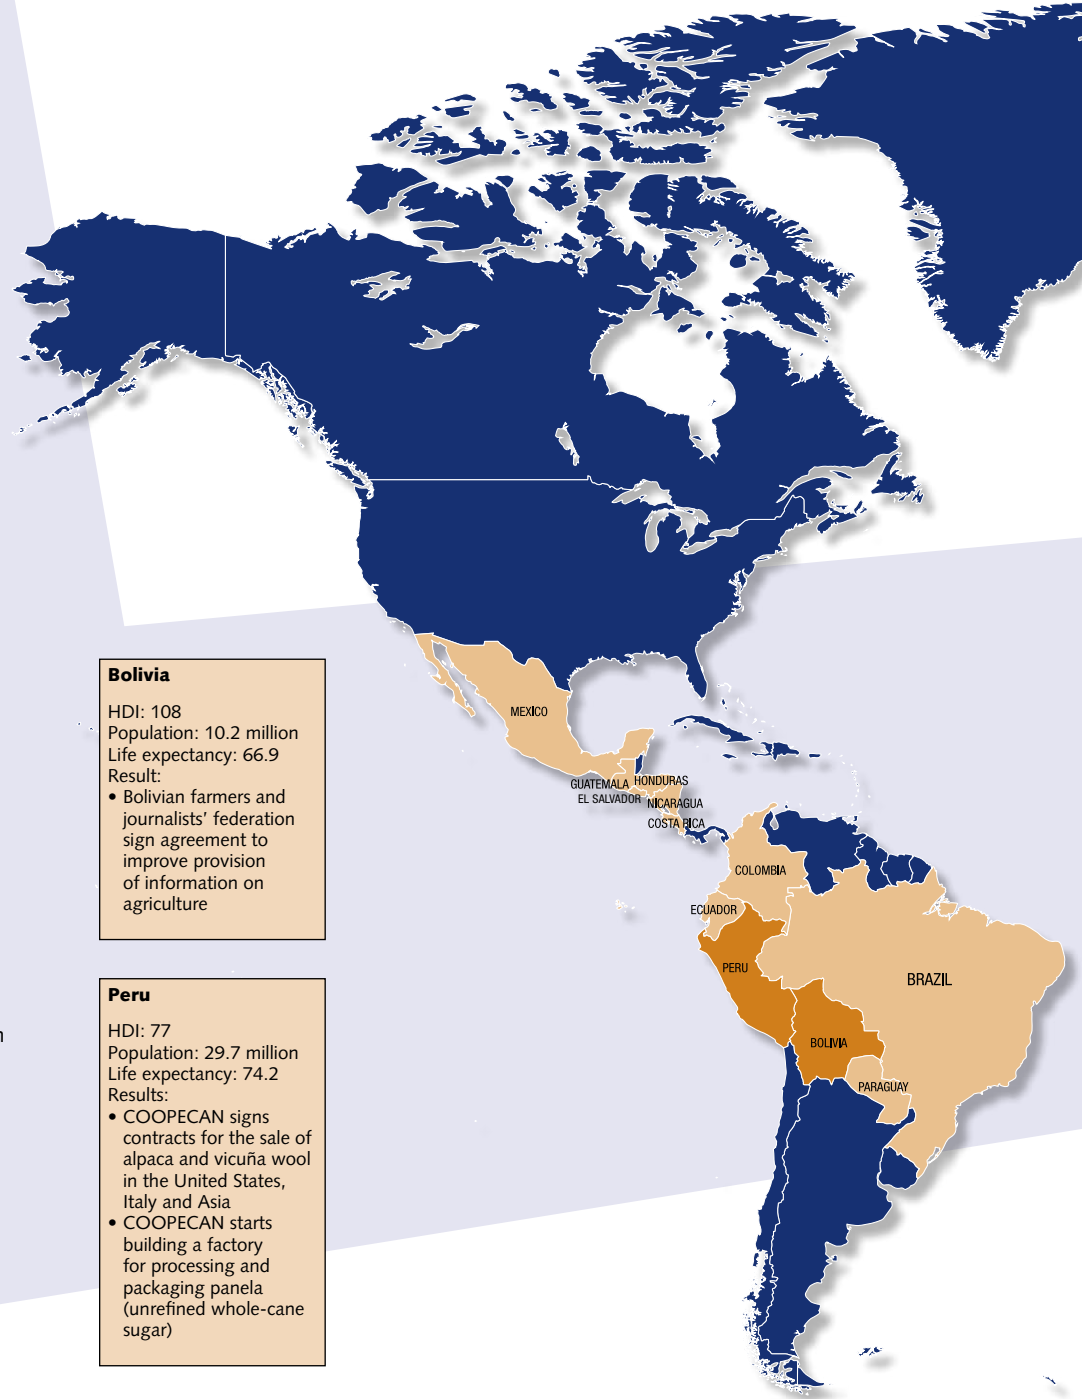 MEXICO
GUATEMALA
HONDURAS
EL SALVADOR
NICARAGUA
COSTA RICA
COLOMBIA
ECUADOR
PERU
BRAZIL
BOLIVIA
PARAGUAY
Bolivia
HDI: 108
Population: 10.2 million
Life expectancy: 66.9
Result:
• Bolivian farmers and
journalists’ federation
sign agreement to
improve provision
of information on
agriculture
Peru
HDI: 77
Population: 29.7 million
Life expectancy: 74.2
Results:
• COOPECAN signs
contracts for the sale of
alpaca and vicuña wool
in the United States,
Italy and Asia
• COOPECAN starts
building a factory
for processing and
packaging panela
(unrefined whole-cane
sugar)